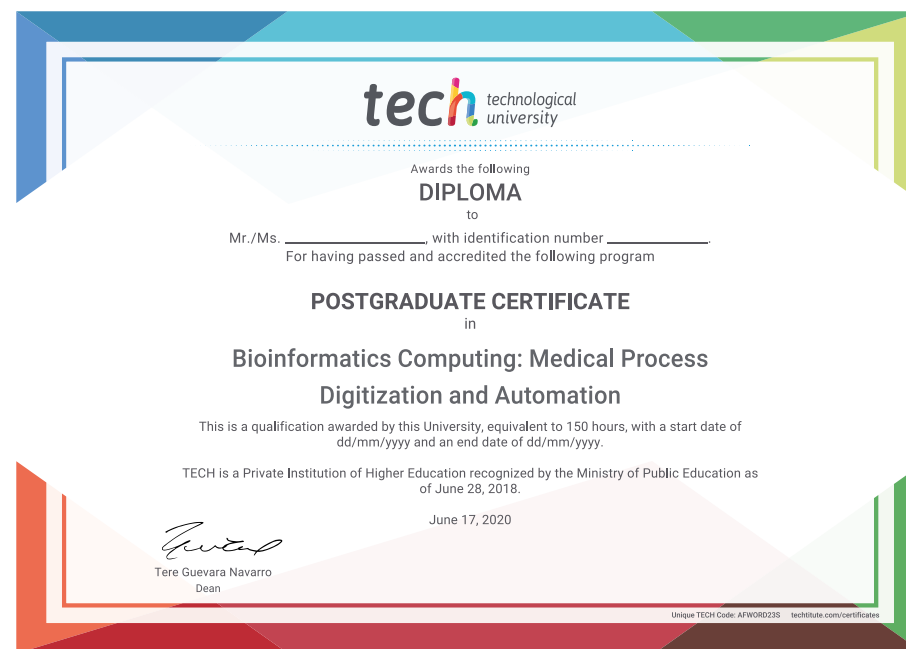 tech technological
university
Awards the following
DIPLOMA
to
Mr./Ms. ____________________, with identification number ______________.
For having passed and accredited the following program
POSTGRADUATE CERTIFICATE
in
Bioinformatics Computing: Medical Process
Digitization and Automation
This is a qualification awarded by this University, equivalent to 150 hours, with a start date of
dd/mm/yyyy and an end date of dd/mm/yyyy.
TECH is a Private Institution of Higher Education recognized by the Ministry of Public Education as
of June 28, 2018.
June 17, 2020
Tere Guevara Navarro
Dean
Unique TECH Code: AFWORD23S techtitute.com/certificates